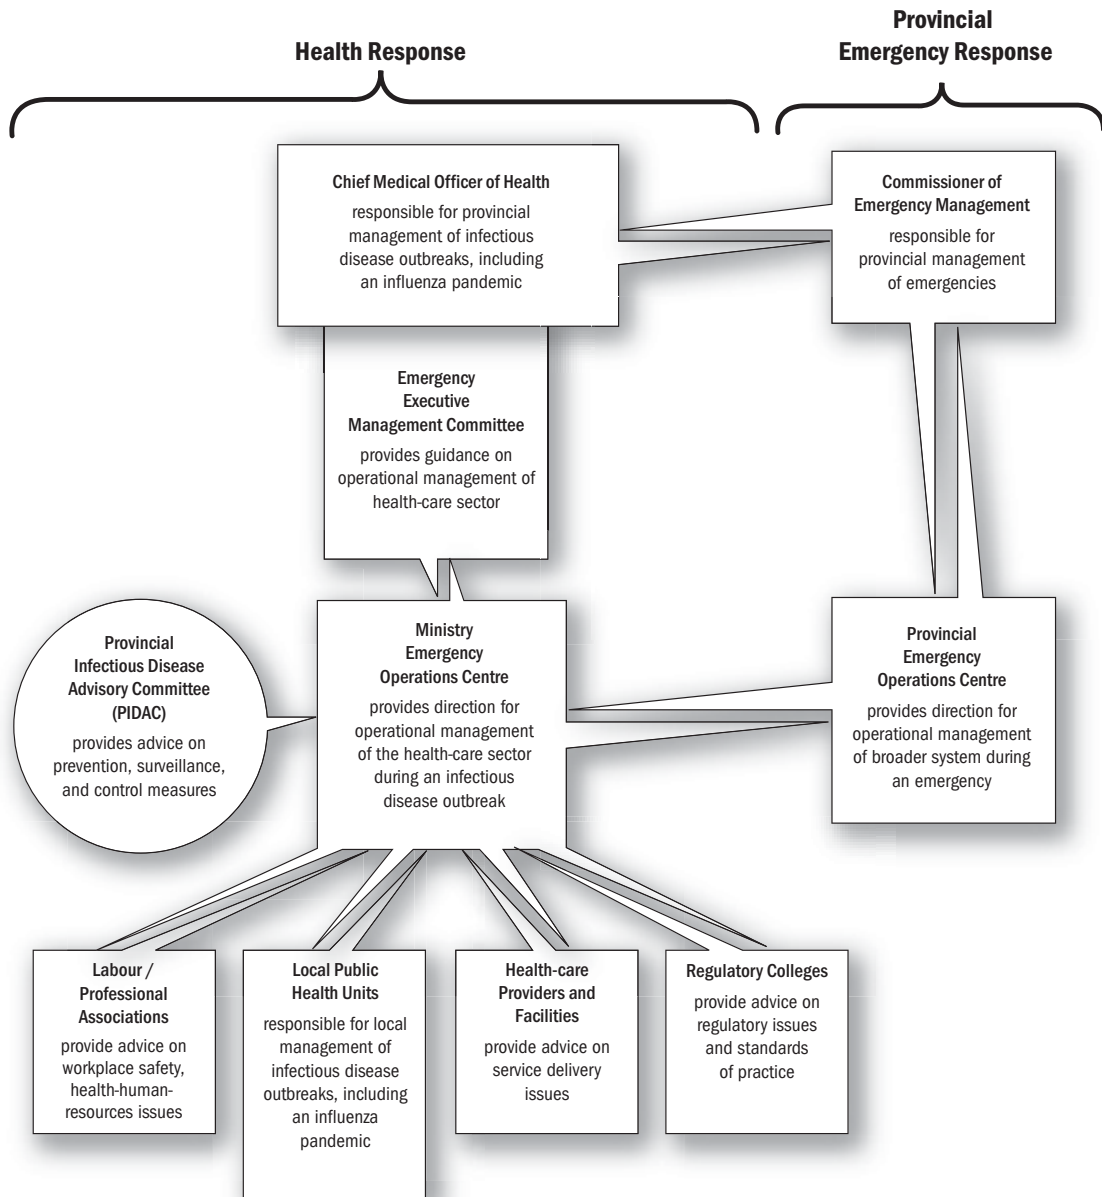 Health Response
Provincial
Emergency Response
Chief Medical Officer of Health
responsible for provincial
management of infectious
disease outbreaks, including
an influenza pandemic
Commissioner of
Emergency Management
responsible for
provincial management
of emergencies
Emergency
Executive
Management Committee
provides guidance on
operational management of
health-care sector
Provincial
Infectious Disease
Advisory Committee
(PIDAC)
provides advice on
prevention, surveillance,
and control measures
Ministry
Emergency
Operations Centre
provides direction for
operational management
of the health-care sector
during an infectious
disease outbreak
Provincial
Emergency
Operations Centre
provides direction for
operational management
of broader system during
an emergency
Labour /
Professional
Associations
provide advice on
workplace safety,
health-human-
resources issues
Local Public
Health Units
responsible for local
management of
infectious disease
outbreaks, including
an influenza
pandemic
Health-care
Providers and
Facilities
provide advice on
service delivery
issues
Regulatory Colleges
provide advice on
regulatory issues
and standards
of practice